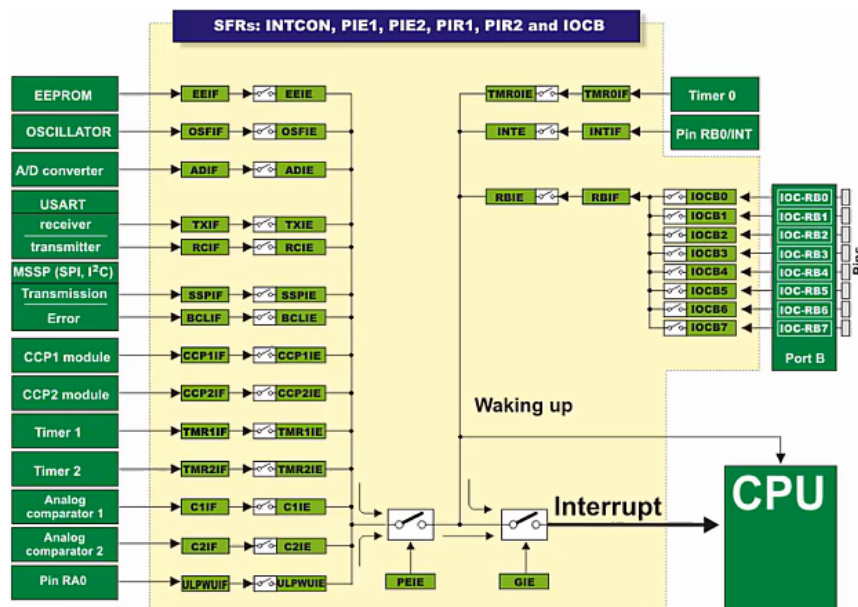 SFRs: INTCON, PIE1, PIE2, PIR1, PIR2 and IOCB
EEPROM
EEIF
EEIE
OSCILLATOR
OSFIF
OSFIE
A/D converter
ADIF
ADIE
USART
receiver
TXIF
TXIE
transmitter
RCIF
RCIE
MSSP (SPI, I²C)
Transmission
SSPIF
SSPIE
Error
BCLIF
BCLIE
CCP1 module
CCP1IF
CCP1IE
CCP2 module
CCP2IF
CCP2IE
Timer 1
TMR1IF
TMR1IE
Timer 2
TMR2IF
TMR2IE
Analog
comparator 1
C1IF
C1IE
Analog
comparator 2
C2IF
C2IE
Pin RA0
ULPWUIF
ULPWUIE
TMR0IE
TMR0IF
Timer 0
INTE
INTIF
Pin RB0/INT
RBIE
RBIF
IOCB0
IOC-RB0
IOCB1
IOC-RB1
IOCB2
IOC-RB2
IOCB3
IOC-RB3
IOCB4
IOC-RB4
IOCB5
IOC-RB5
IOCB6
IOC-RB6
IOCB7
IOC-RB7
Pins
Port B
Waking up
Interrupt
CPU
PEIE
GIE